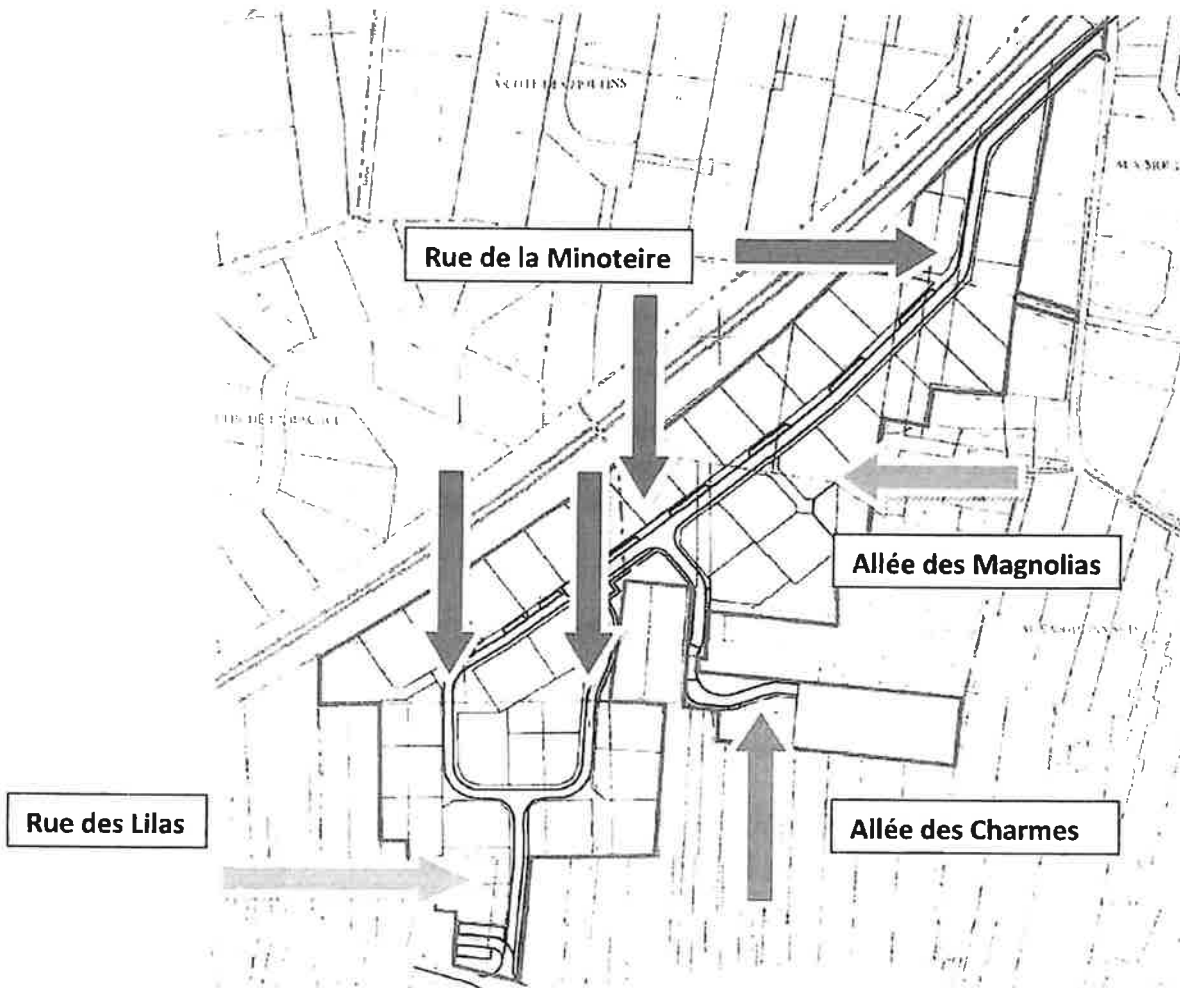 Rue de la Minoteire
Allée des Magnolias
Rue des Lilas
Allée des Charmes